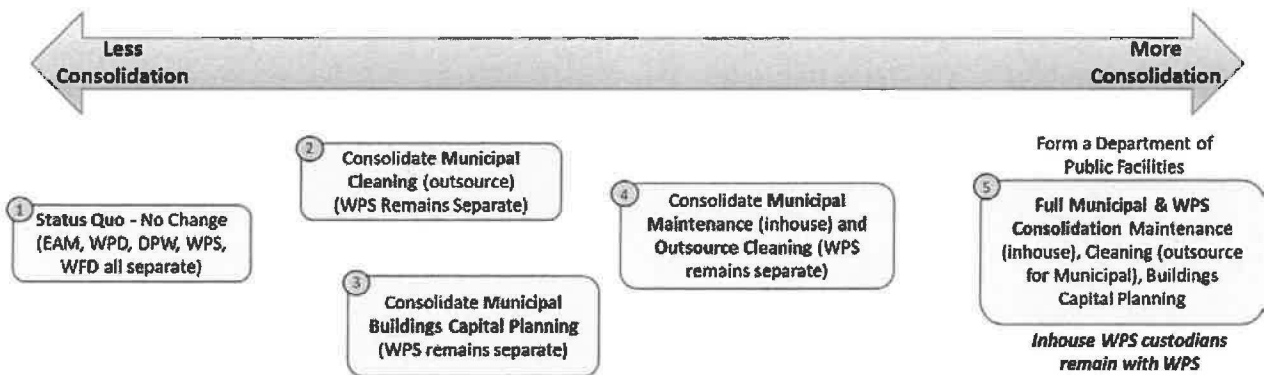 Less
Consolidation
More
Consolidation
1
Status Quo - No Change
(EAM, WPD, DPW, WPS,
WFD all separate)
2
Consolidate Municipal
Cleaning (outsource)
(WPS Remains Separate)
3
Consolidate Municipal
Buildings Capital Planning
(WPS remains separate)
4
Consolidate Municipal
Maintenance (inhouse) and
Outsource Cleaning (WPS
remains separate)
Form a Department of
Public Facilities
5
Full Municipal & WPS
Consolidation Maintenance
(inhouse), Cleaning (outsource
for Municipal), Buildings
Capital Planning
Inhouse WPS custodians
remain with WPS